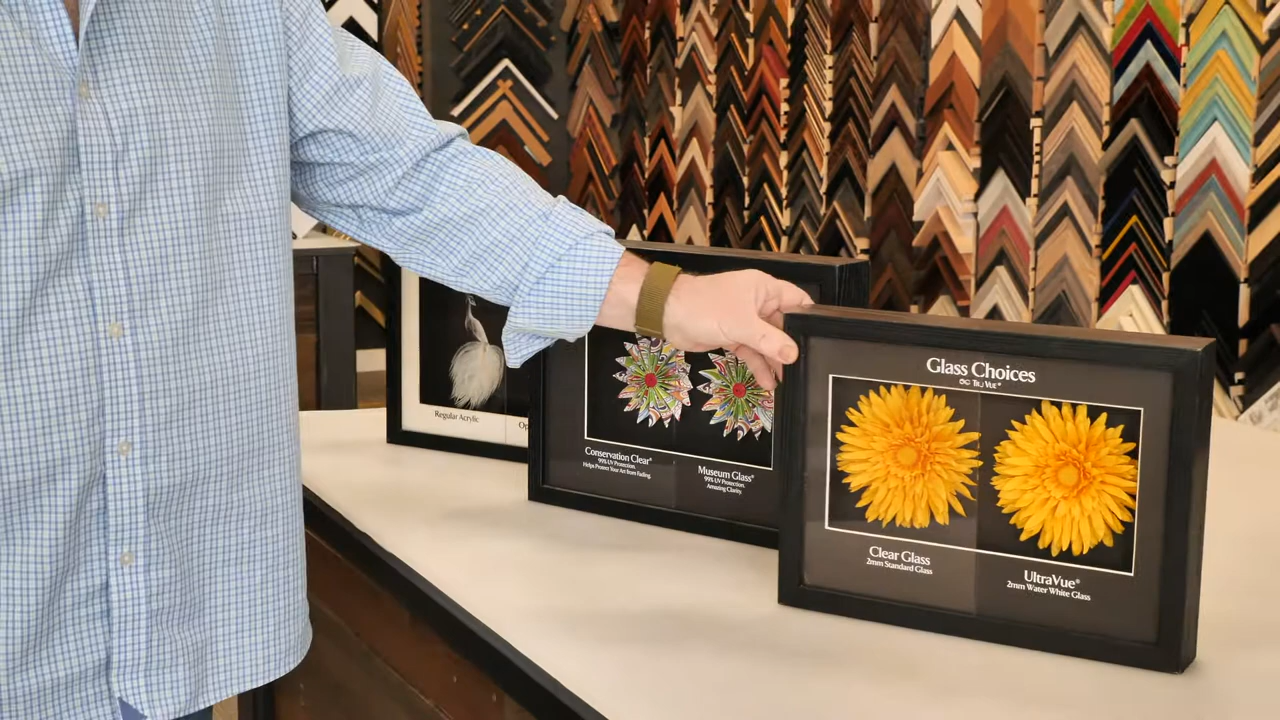 Glass Choices
TRU VUE®
Clear Glass
2mm Standard Glass
UltraVue®
2mm Water White Glass
Conservation Clear®
99% UV Protection.
Helps Protect Your Art from Fading.
Museum Glass®
99% UV Protection.
Amazing Clarity.
Regular Acrylic
Op